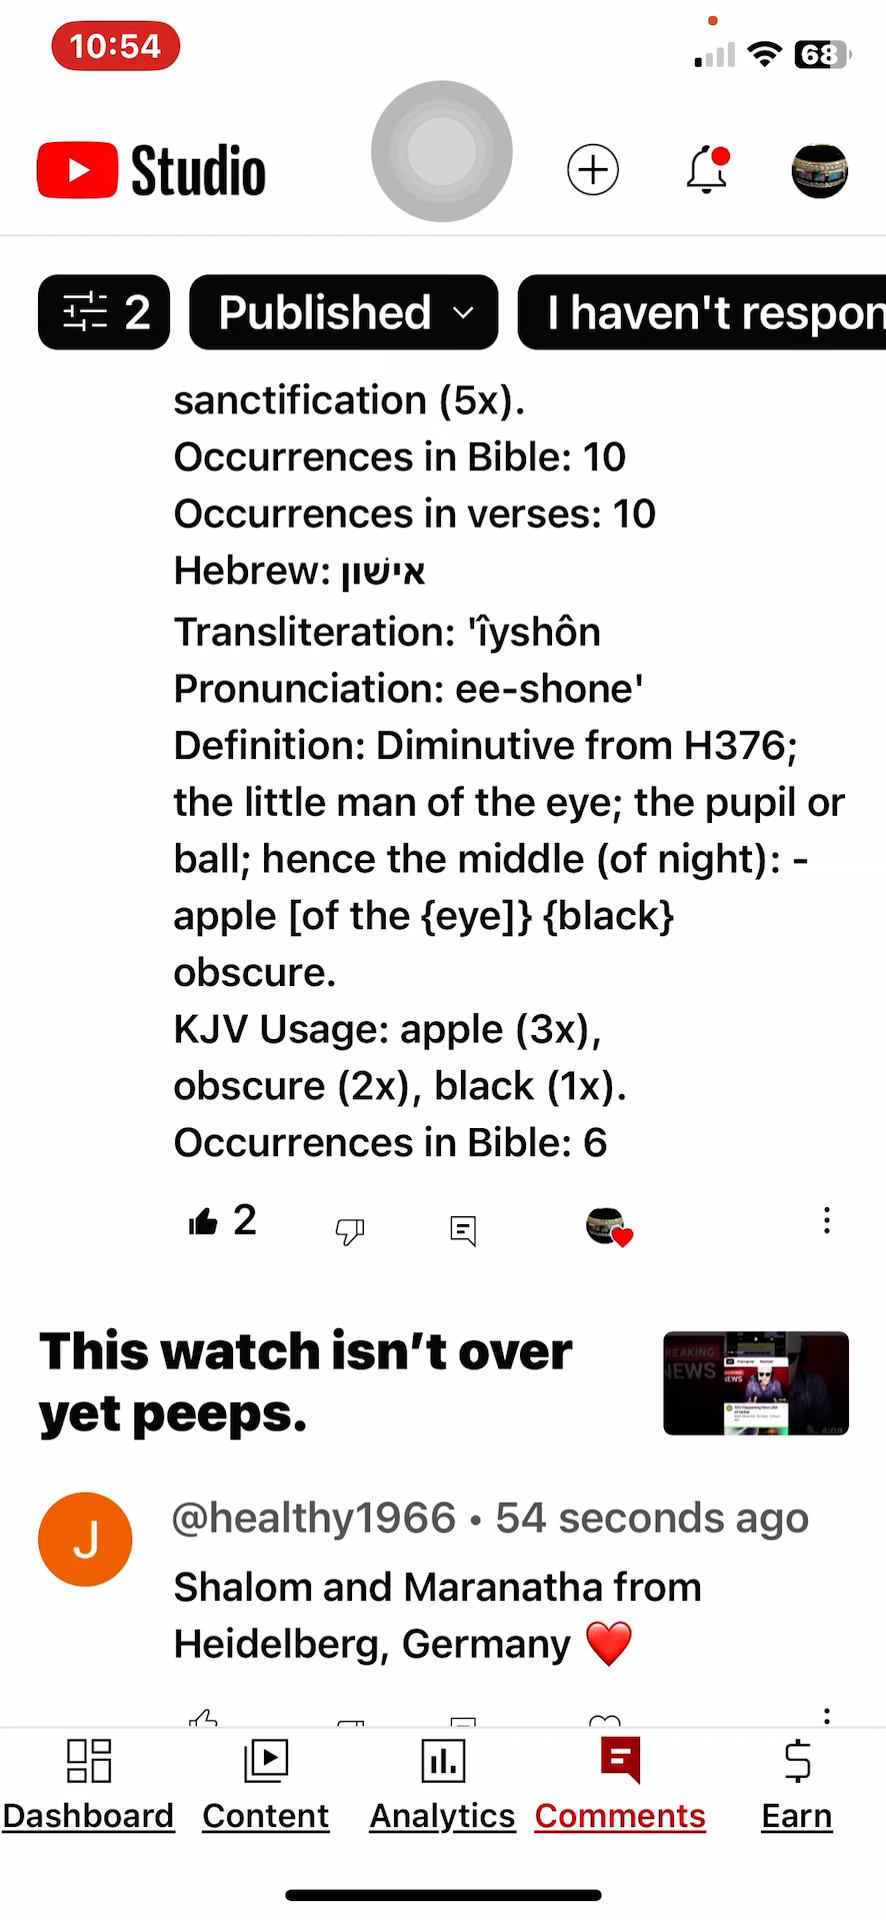 10:54
68
Studio
2
Published
I haven't respon
sanctification (5x).
Occurrences in Bible: 10
Occurrences in verses: 10
Hebrew: אישׁון
Transliteration: 'îyshôn
Pronunciation: ee-shone'
Definition: Diminutive from H376;
the little man of the eye; the pupil or
ball; hence the middle (of night): -
apple [of the {eye]} {black}
obscure.
KJV Usage: apple (3x),
obscure (2x), black (1x).
Occurrences in Bible: 6
2
This watch isn’t over
yet peeps.
NEWS
@healthy1966 • 54 seconds ago
J
Shalom and Maranatha from
Heidelberg, Germany ❤️
Dashboard
Content
Analytics
Comments
Earn